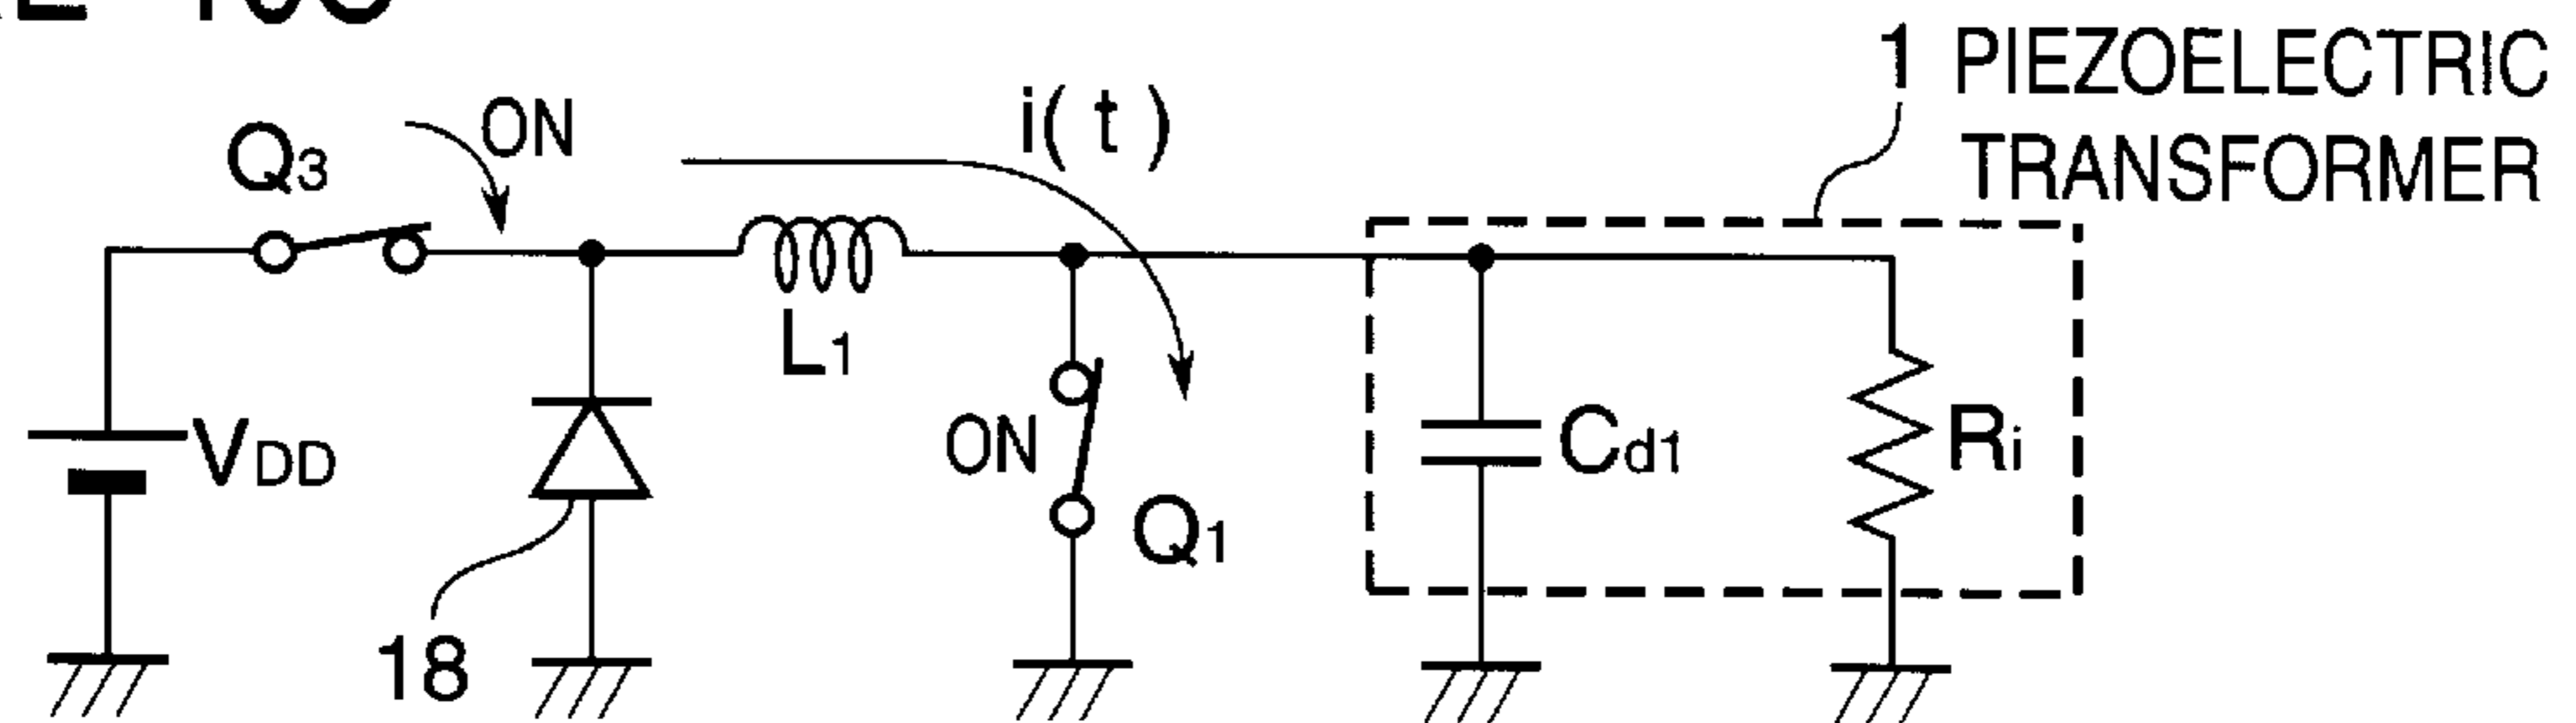 1 PIEZOELECTRIC
TRANSFORMER
i( t )
ON
Q3
L1
VDD
ON
Q1
Cd1
Ri
18